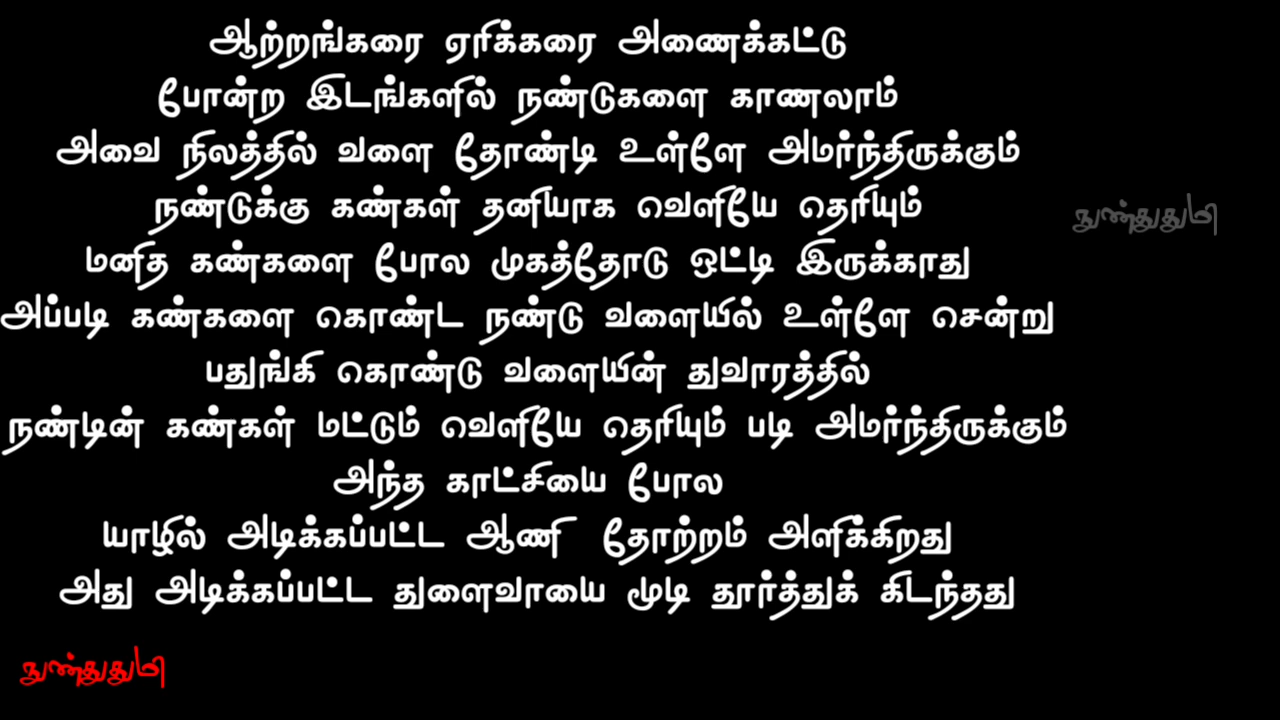 ஆற்றங்கரை ஏரிக்கரை அணைக்கட்டு
போன்ற இடங்களில் நண்டுகளை காணலாம்
அவை நிலத்தில் வளை தோண்டி உள்ளே அமர்ந்திருக்கும்
நண்டுக்கு கண்கள் தனியாக வெளியே தெரியும்
மனித கண்களை போல முகத்தோடு ஒட்டி இருக்காது
அப்படி கண்களை கொண்ட நண்டு வளையில் உள்ளே சென்று
பதுங்கி கொண்டு வளையின் துவாரத்தில்
நண்டின் கண்கள் மட்டும் வெளியே தெரியும் படி அமர்ந்திருக்கும்
அந்த காட்சியை போல
யாழில் அடிக்கப்பட்ட ஆணி தோற்றம் அளிக்கிறது
அது அடிக்கப்பட்ட துளைவாயை மூடி தூர்த்துக் கிடந்தது
நுண்துதுமி
நுண்துதுமி